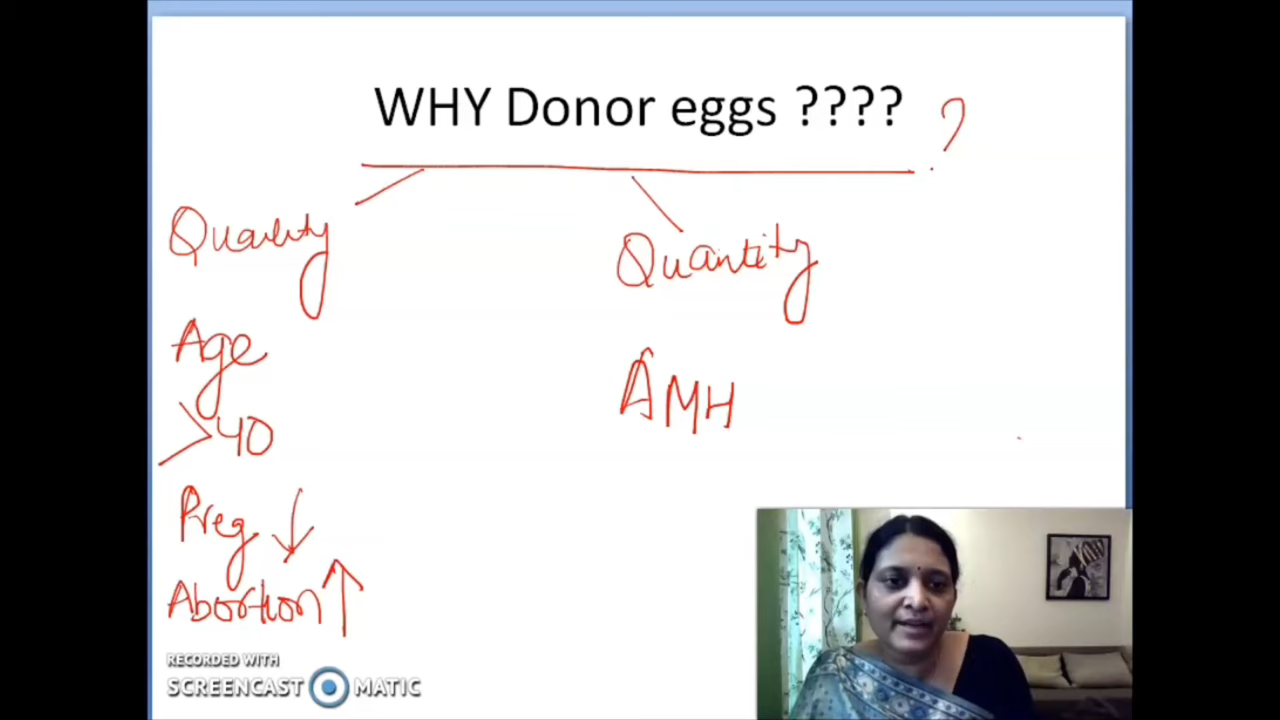 WHY Donor eggs ???? ?
Quality
Quantity
Age
AMH
>40
Preg ↓
Abortion ↑
RECORDED WITH
SCREENCAST MATIC